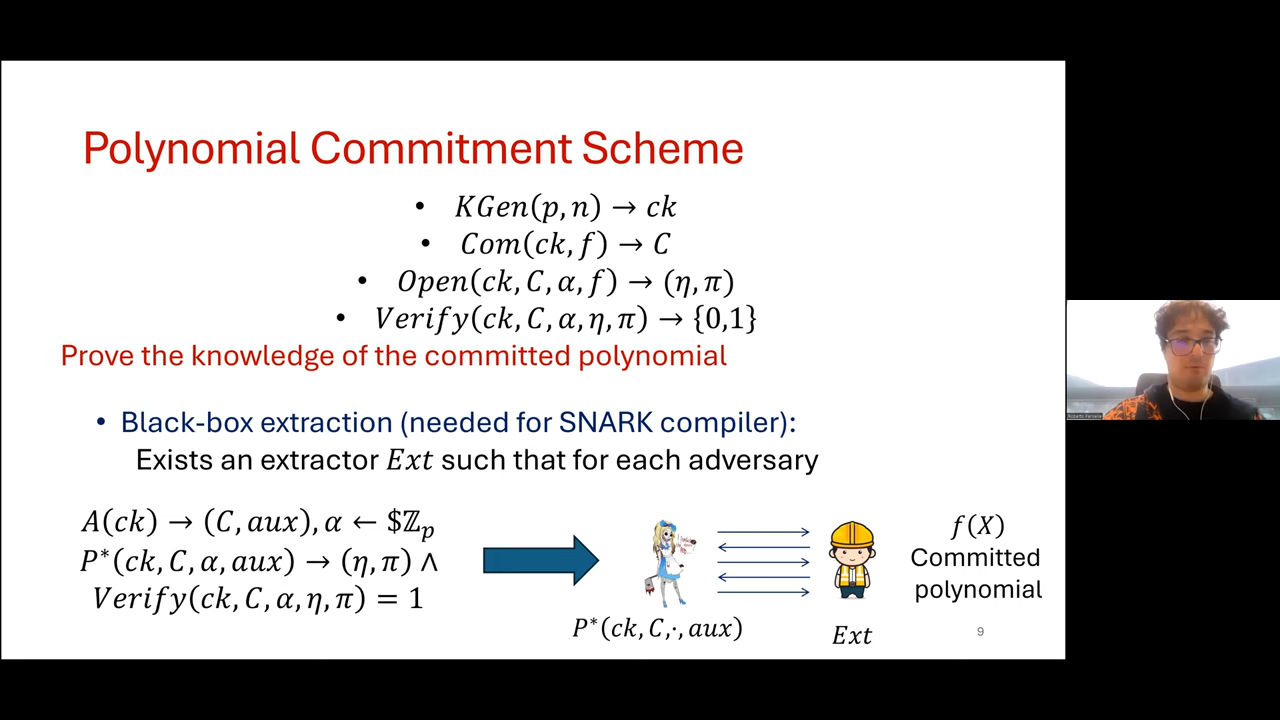 Polynomial Commitment Scheme
• KGen(p, n) → ck
• Com(ck, f) → C
• Open(ck, C, α, f) → (η, π)
• Verify(ck, C, α, η, π) → {0,1}
Prove the knowledge of the committed polynomial
• Black-box extraction (needed for SNARK compiler):
Exists an extractor Ext such that for each adversary
A(ck) → (C, aux), α ← $ℤ_p
P*(ck, C, α, aux) → (η, π) ∧
Verify(ck, C, α, η, π) = 1
P*(ck, C,·, aux)
Ext
f(X)
Committed
polynomial
9